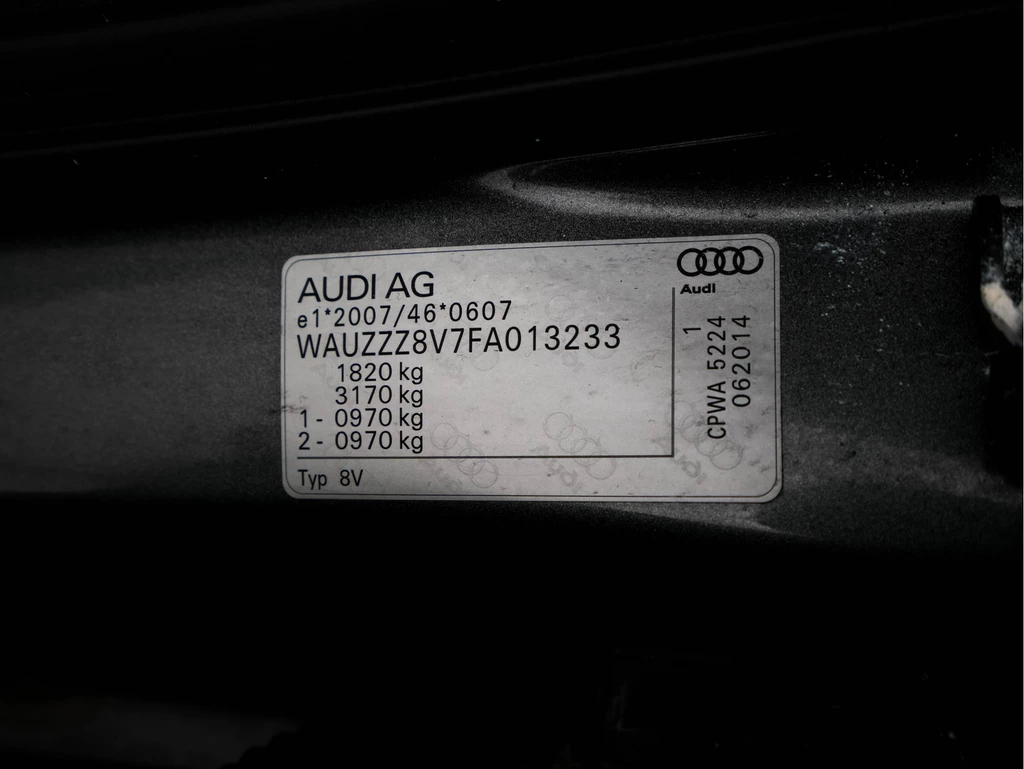 AUDI AG
e1*2007/46*0607
WAUZZZ8V7FA013233
1820 kg
3170 kg
1 - 0970 kg
2 - 0970 kg
Typ 8V
Audi
CPWA 5224 1
062014